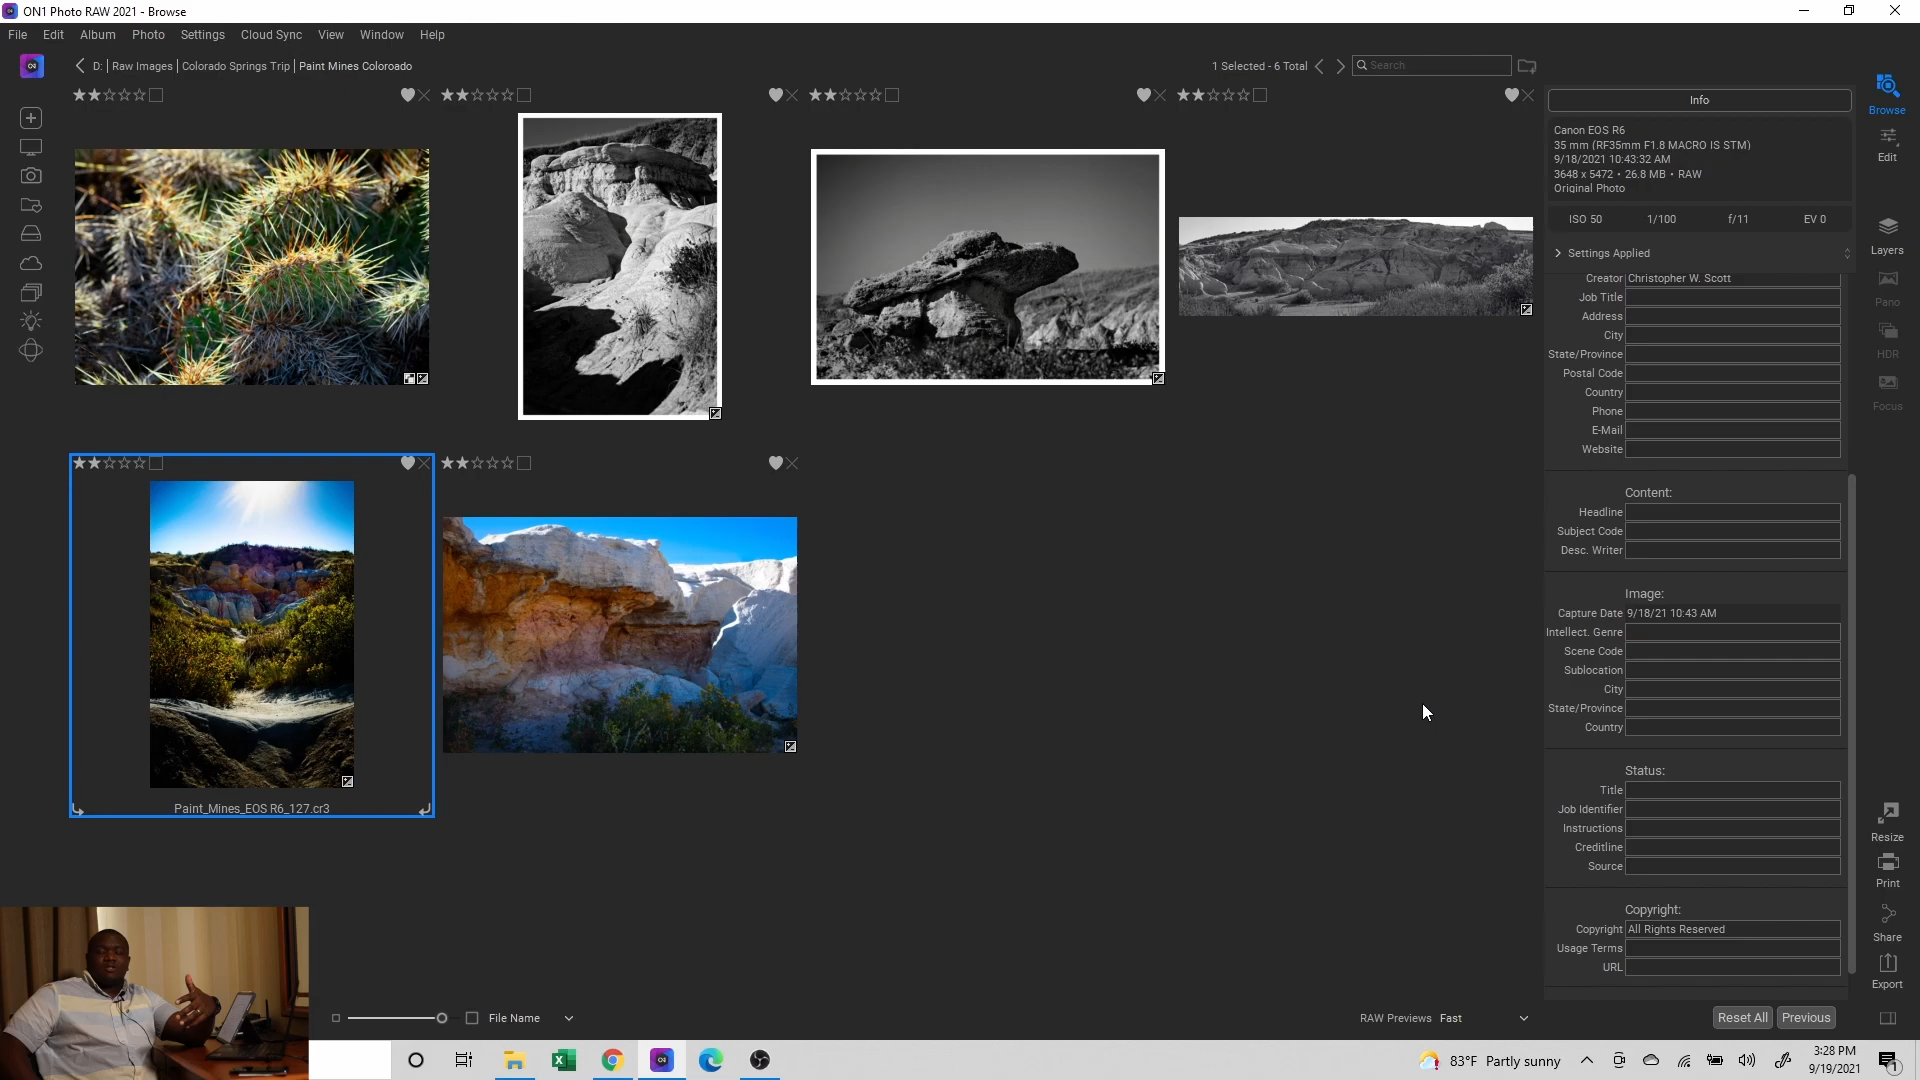 ON1 Photo RAW 2021 - Browse
File Edit Album Photo Settings Cloud Sync View Window Help
D: Raw Images Colorado Springs Trip Paint Mines Coloroado
1 Selected - 6 Total
Search
Info
Browse
Canon EOS R6
35 mm (RF35mm F1.8 MACRO IS STM)
9/18/2021 10:43:32 AM
3648 x 5472 • 26.8 MB • RAW
Original Photo
Edit
ISO 50 1/100 f/11 EV 0
Settings Applied
Layers
Creator Christopher W. Scott
Job Title
Pano
Address
City
State/Province
HDR
Postal Code
Country
Focus
Phone
E-Mail
Website
Content:
Headline
Subject Code
Desc. Writer
Image:
Capture Date 9/18/21 10:43 AM
Intellect. Genre
Scene Code
Sublocation
City
State/Province
Country
Status:
Title
Job Identifier
Instructions
Creditline
Source
Paint_Mines_EOS R6_127.cr3
Resize
Print
Copyright:
Copyright All Rights Reserved
Usage Terms
URL
Share
Export
File Name
RAW Previews Fast
Reset All Previous
83°F Partly sunny
3:28 PM
9/19/2021
1